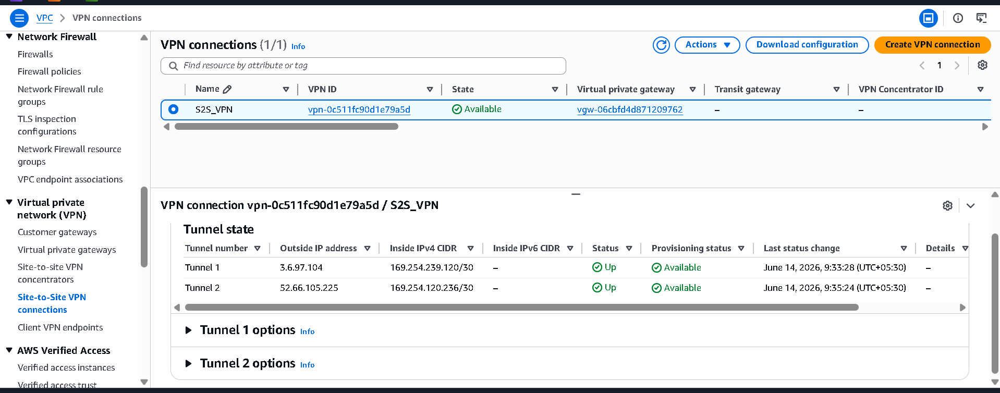 VPC > VPN connections
Network Firewall
Firewalls
Firewall policies
Network Firewall rule
groups
TLS inspection
configurations
Network Firewall resource
groups
VPC endpoint associations
Virtual private
network (VPN)
Customer gateways
Virtual private gateways
Site-to-site VPN
concentrators
Site-to-Site VPN
connections
Client VPN endpoints
AWS Verified Access
Verified access instances
Verified access trust
VPN connections (1/1) Info
Actions
Download configuration
Create VPN connection
Find resource by attribute or tag
1
Name VPN ID State Virtual private gateway Transit gateway VPN Concentrator ID
S2S_VPN vpn-0c511fc90d1e79a5d Available vgw-06cbfd4d871209762 – –
VPN connection vpn-0c511fc90d1e79a5d / S2S_VPN
Tunnel state
Tunnel number Outside IP address Inside IPv4 CIDR Inside IPv6 CIDR Status Provisioning status Last status change Details
Tunnel 1 3.6.97.104 169.254.239.120/30 – Up Available June 14, 2026, 9:33:28 (UTC+05:30) –
Tunnel 2 52.66.105.225 169.254.120.236/30 – Up Available June 14, 2026, 9:35:24 (UTC+05:30) –
Tunnel 1 options Info
Tunnel 2 options Info